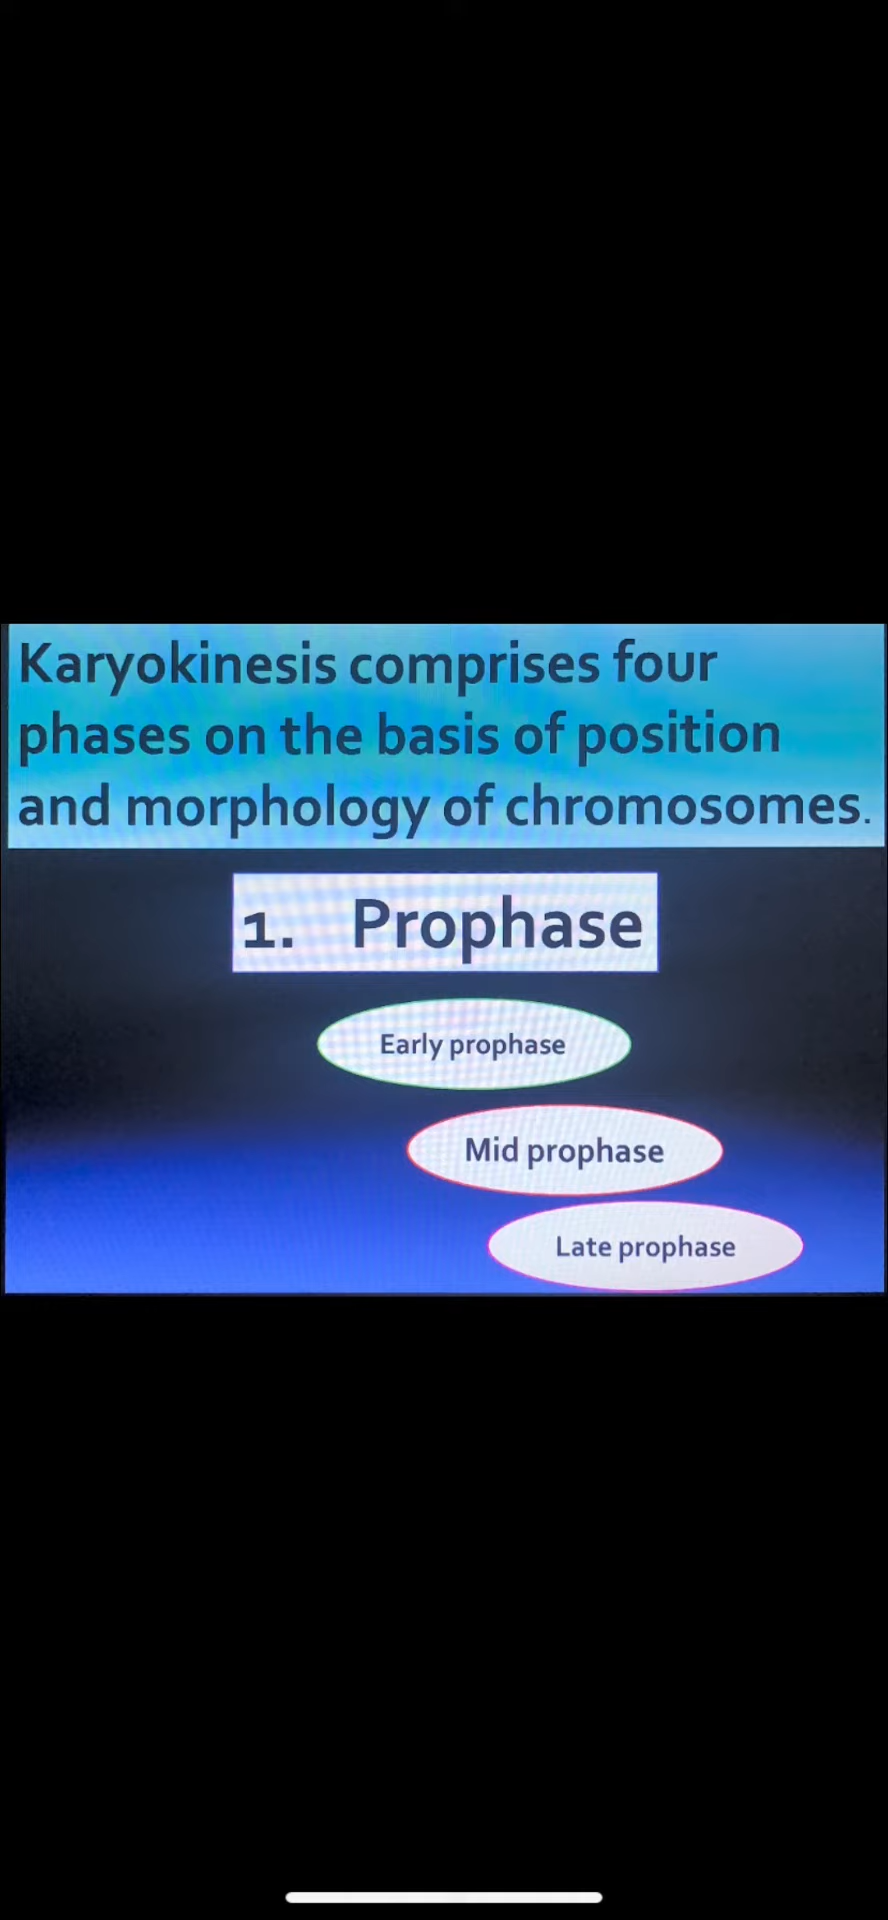 Karyokinesis comprises four
phases on the basis of position
and morphology of chromosomes.
1. Prophase
Early prophase
Mid prophase
Late prophase